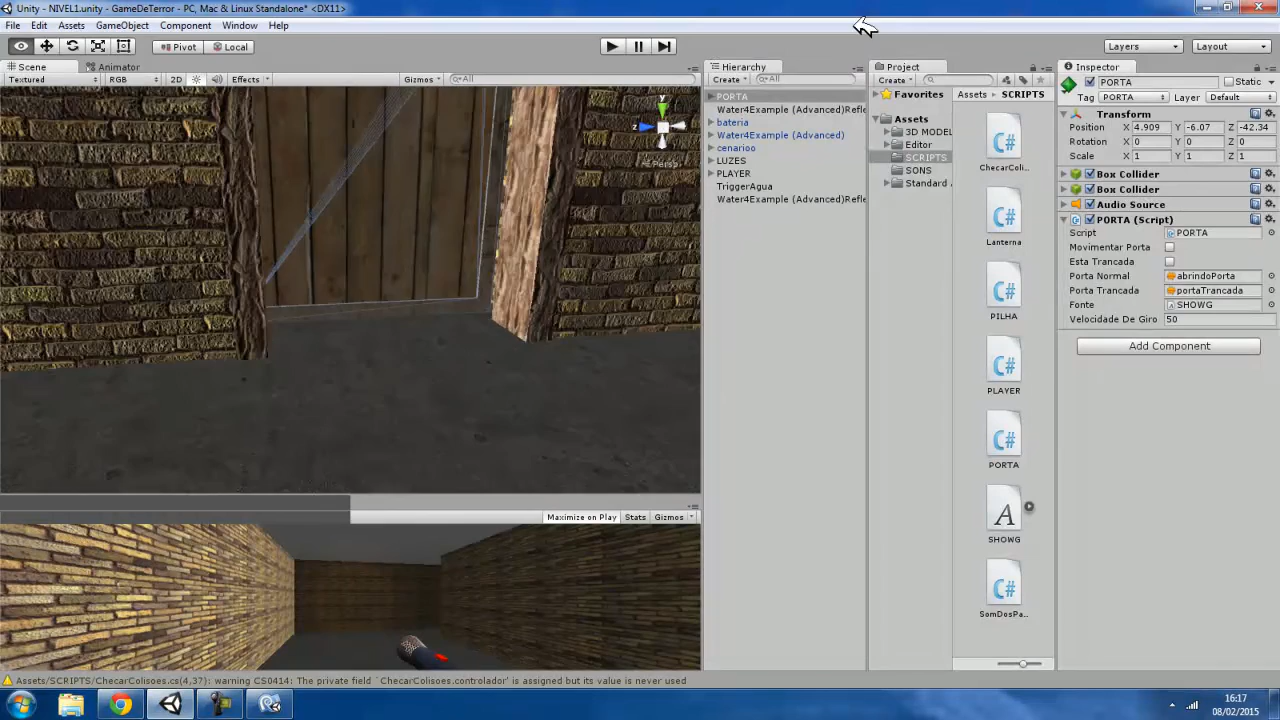 Unity - NIVEL1.unity - GameDeTerror - PC, Mac & Linux Standalone* <DX11>
File Edit Assets GameObject Component Window Help
Pivot Local Layers Layout
Scene Animator
Textured RGB 2D Effects Gizmos All
Hierarchy
Create All
PORTA
Water4Example (Advanced)Refle
bateria
Water4Example (Advanced)
cenarioo
LUZES
PLAYER
TriggerAgua
Water4Example (Advanced)Refle
Project
Create
Favorites
Assets
3D MODEL
Editor
SCRIPTS
SONS
Standard
Assets SCRIPTS
ChecarColi...
Lanterna
PILHA
PLAYER
PORTA
SHOWG
SomDosPa...
Inspector
PORTA Static
Tag PORTA Layer Default
Transform
Position X 4.909 Y -6.07 Z -42.34
Rotation X 0 Y 0 Z 0
Scale X 1 Y 1 Z 1
Box Collider
Box Collider
Audio Source
PORTA (Script)
Script PORTA
Movimentar Porta
Esta Trancada
Porta Normal abrindoPorta
Porta Trancada portaTrancada
Fonte SHOWG
Velocidade De Giro 50
Add Component
y
z
Persp
Maximize on Play Stats Gizmos
Assets/SCRIPTS/ChecarColisoes.cs(4,37): warning CS0414: The private field `ChecarColisoes.controlador' is assigned but its value is never used
16:17
08/02/2015